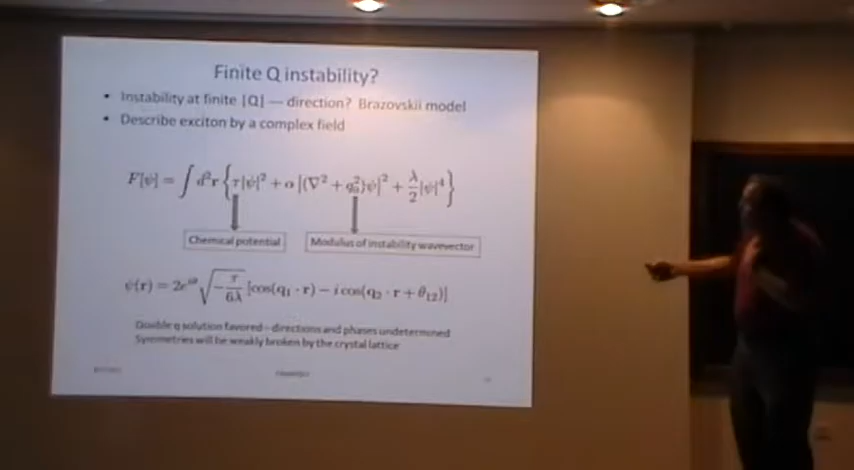 Finite Q instability?
• Instability at finite |Q| — direction? Brazovskii model
• Describe exciton by a complex field
F[ψ] = ∫ d²r { τ|ψ|² + α |(∇² + q₀²)ψ|² + λ/2 |ψ|⁴ }
Chemical potential Modulus of instability wavevector
ψ(r) = 2e^{iθ} √(−τ/6λ) [cos(q₁ · r) − i cos(q₂ · r + θ₁₂)]
Double q solution favored – directions and phases undetermined
Symmetries will be weakly broken by the crystal lattice